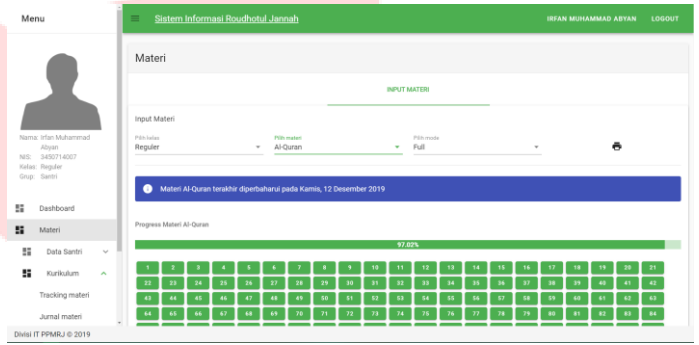 Menu
Sistem Informasi Roudhotul Jannah
IRFAN MUHAMMAD ABYAN LOGOUT
Nama: Irfan Muhammad
Abyan
NIS: 3450714007
Kelas: Reguler
Grup: Santri
Dashboard
Materi
Data Santri
Kurikulum
Tracking materi
Jurnal materi
Divisi IT PPMRJ © 2019
Materi
INPUT MATERI
Input Materi
Pilih kelas Pilih materi Pilih mode
Reguler Al-Quran Full
Materi Al-Quran terakhir diperbaharui pada Kamis, 12 Desember 2019
Progress Materi Al-Quran
97.02%
1 2 3 4 5 6 7 8 9 10 11 12 13 14 15 16 17 18 19 20 21
22 23 24 25 26 27 28 29 30 31 32 33 34 35 36 37 38 39 40 41 42
43 44 45 46 47 48 49 50 51 52 53 54 55 56 57 58 59 60 61 62 63
64 65 66 67 68 69 70 71 72 73 74 75 76 77 78 79 80 81 82 83 84